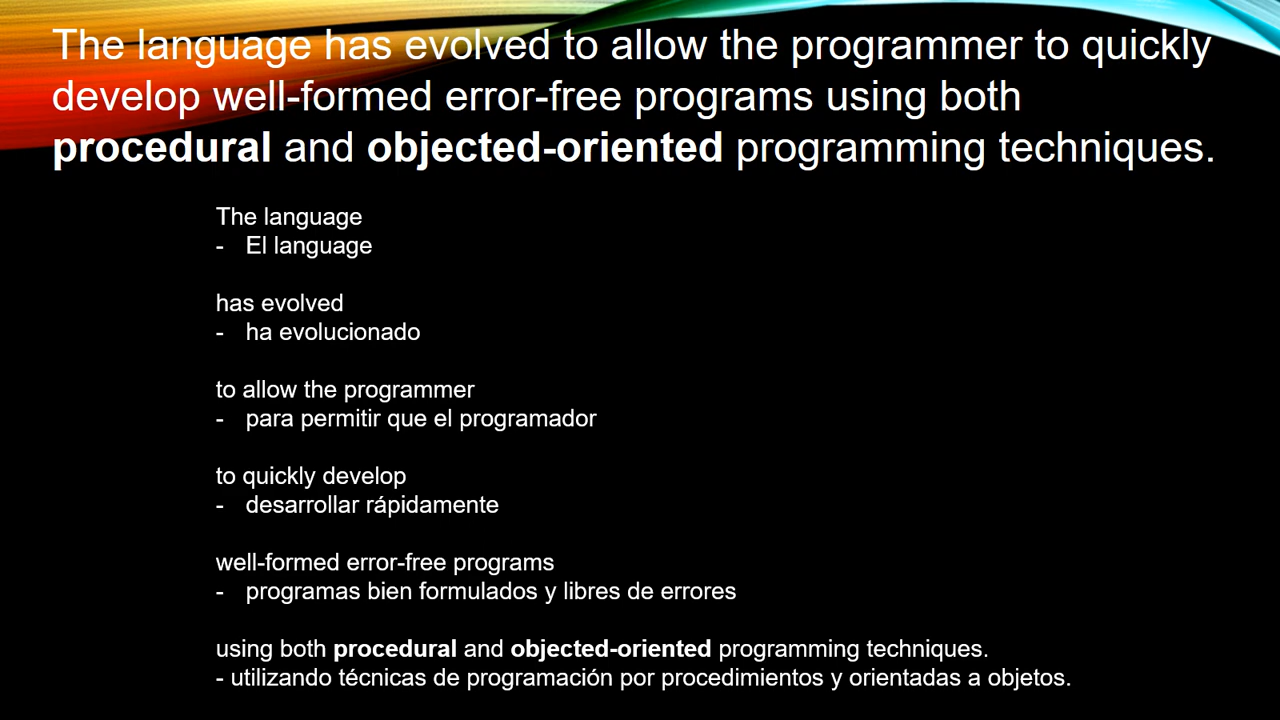 The language has evolved to allow the programmer to quickly
develop well-formed error-free programs using both
procedural and objected-oriented programming techniques.
The language
- El language
has evolved
- ha evolucionado
to allow the programmer
- para permitir que el programador
to quickly develop
- desarrollar rápidamente
well-formed error-free programs
- programas bien formulados y libres de errores
using both procedural and objected-oriented programming techniques.
- utilizando técnicas de programación por procedimientos y orientadas a objetos.